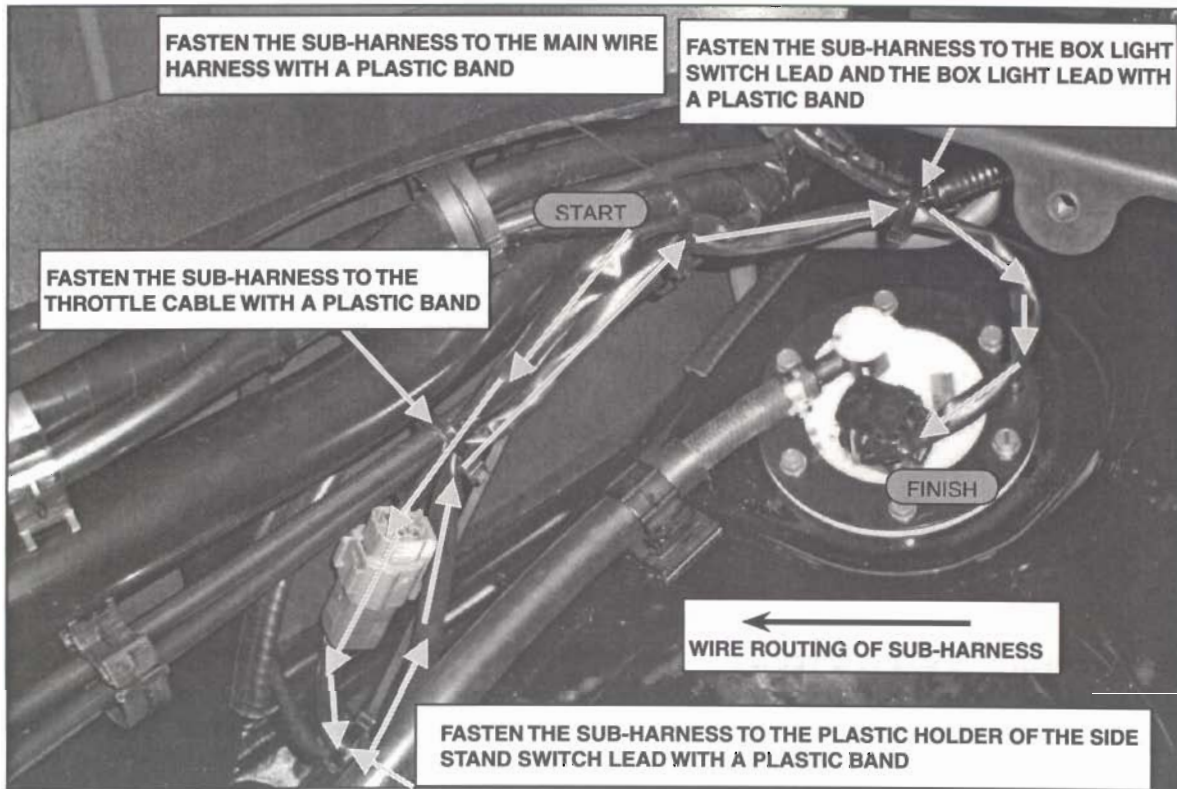 FASTEN THE SUB-HARNESS TO THE MAIN WIRE
HARNESS WITH A PLASTIC BAND
FASTEN THE SUB-HARNESS TO THE BOX LIGHT
SWITCH LEAD AND THE BOX LIGHT LEAD WITH
A PLASTIC BAND
START
FASTEN THE SUB-HARNESS TO THE
THROTTLE CABLE WITH A PLASTIC BAND
FINISH
WIRE ROUTING OF SUB-HARNESS
FASTEN THE SUB-HARNESS TO THE PLASTIC HOLDER OF THE SIDE
STAND SWITCH LEAD WITH A PLASTIC BAND